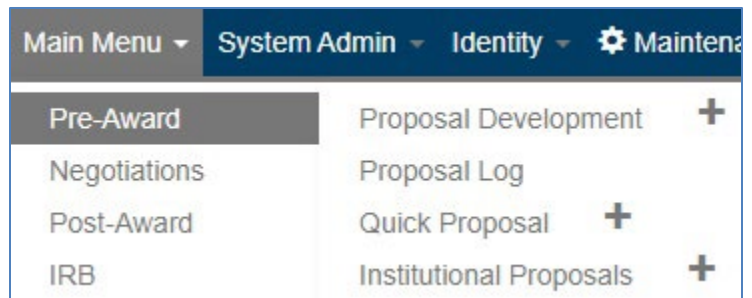 Main Menu System Admin Identity
Pre-Award Proposal Development +
Negotiations Proposal Log
Post-Award Quick Proposal +
IRB Institutional Proposals +